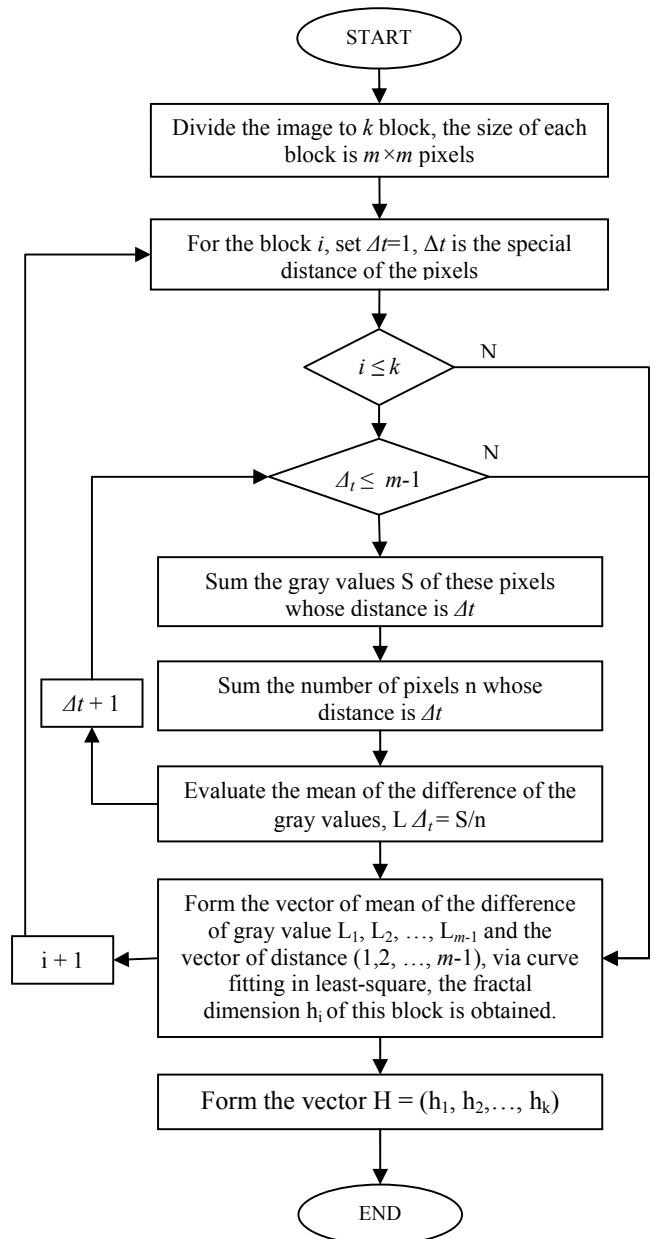 START
Divide the image to k block, the size of each
block is m×m pixels
For the block i, set Δt=1, Δt is the special
distance of the pixels
i ≤ k
N
Δₜ ≤ m-1
N
Sum the gray values S of these pixels
whose distance is Δt
Sum the number of pixels n whose
distance is Δt
Δt + 1
Evaluate the mean of the difference of the
gray values, L Δₜ = S/n
Form the vector of mean of the difference
of gray value L₁, L₂, …, Lₘ₋₁ and the
vector of distance (1,2, …, m-1), via curve
fitting in least-square, the fractal
dimension hᵢ of this block is obtained.
i + 1
Form the vector H = (h₁, h₂,…, hₖ)
END